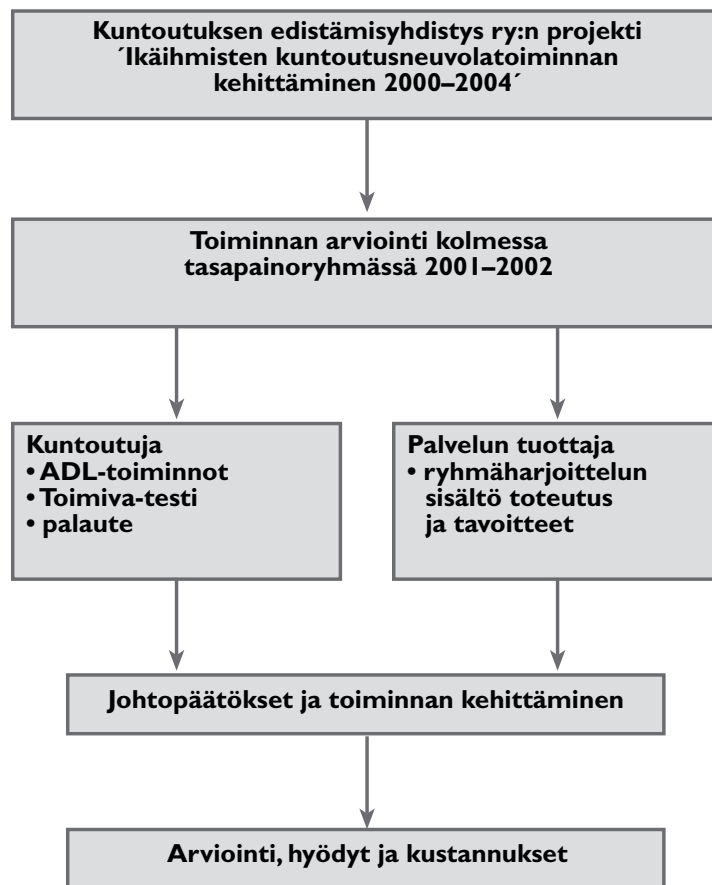 Kuntoutuksen edistämisyhdistys ry:n projekti
´Ikäihmisten kuntoutusneuvolatoiminnan
kehittäminen 2000–2004´
Toiminnan arviointi kolmessa
tasapainoryhmässä 2001–2002
Kuntoutuja
• ADL-toiminnot
• Toimiva-testi
• palaute
Palvelun tuottaja
• ryhmäharjoittelun
sisältö toteutus
ja tavoitteet
Johtopäätökset ja toiminnan kehittäminen
Arviointi, hyödyt ja kustannukset